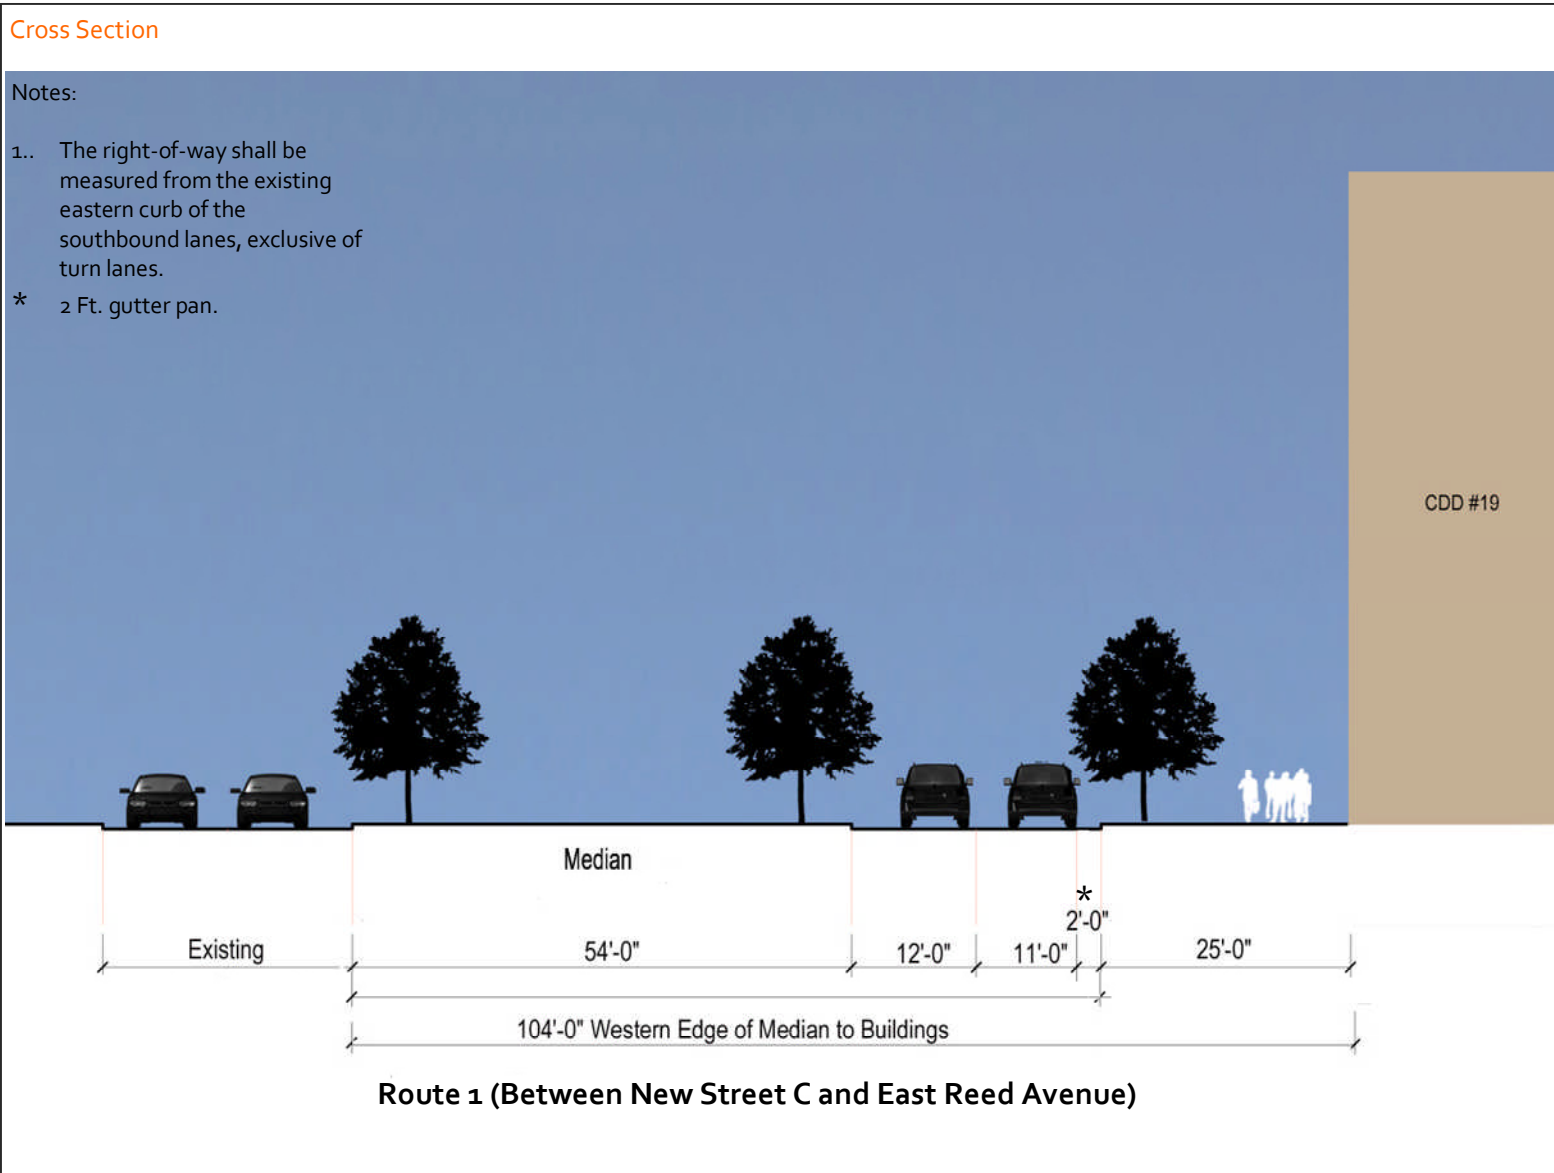 Cross Section
Notes:
1.. The right-of-way shall be
measured from the existing
eastern curb of the
southbound lanes, exclusive of
turn lanes.
* 2 Ft. gutter pan.
CDD #19
Median
*
2'-0"
Existing
54'-0"
12'-0"
11'-0"
25'-0"
104'-0" Western Edge of Median to Buildings
Route 1 (Between New Street C and East Reed Avenue)